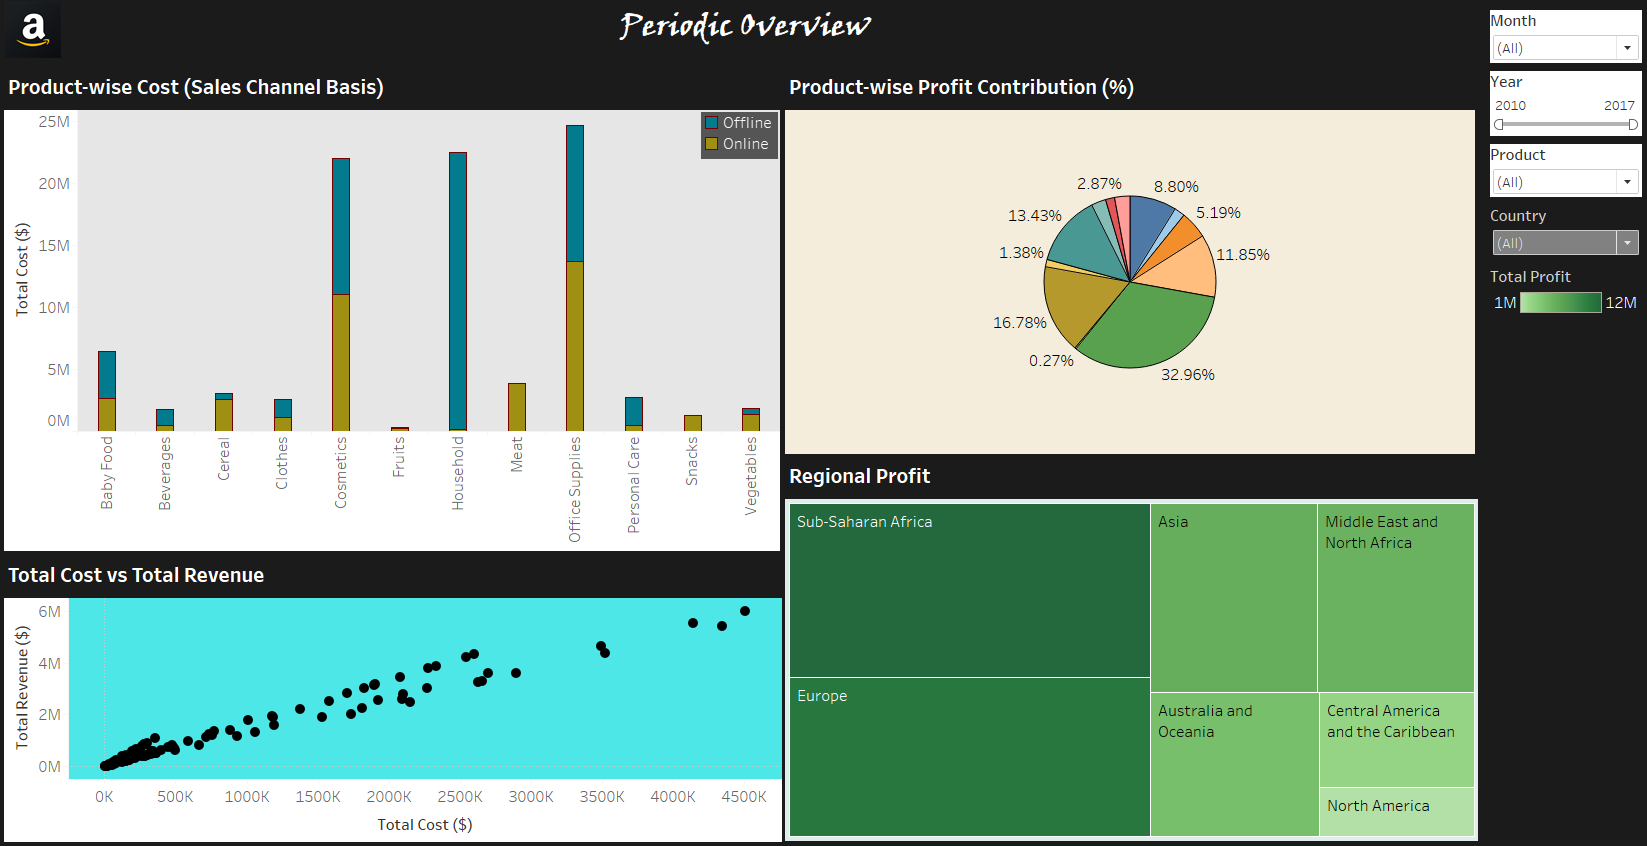 a
Periodic Overview
Product-wise Cost (Sales Channel Basis)
25M
20M
15M
10M
5M
0M
Total Cost ($)
Offline
Online
Baby Food
Beverages
Cereal
Clothes
Cosmetics
Fruits
Household
Meat
Office Supplies
Personal Care
Snacks
Vegetables
Total Cost vs Total Revenue
6M
4M
2M
0M
Total Revenue ($)
0K 500K 1000K 1500K 2000K 2500K 3000K 3500K 4000K 4500K
Total Cost ($)
Product-wise Profit Contribution (%)
2.87%
8.80%
13.43%
5.19%
1.38%
11.85%
16.78%
0.27%
32.96%
Regional Profit
Sub-Saharan Africa
Asia
Middle East and
North Africa
Europe
Australia and
Oceania
Central America
and the Caribbean
North America
Month
(All)
Year
2010 2017
Product
(All)
Country
(All)
Total Profit
1M 12M